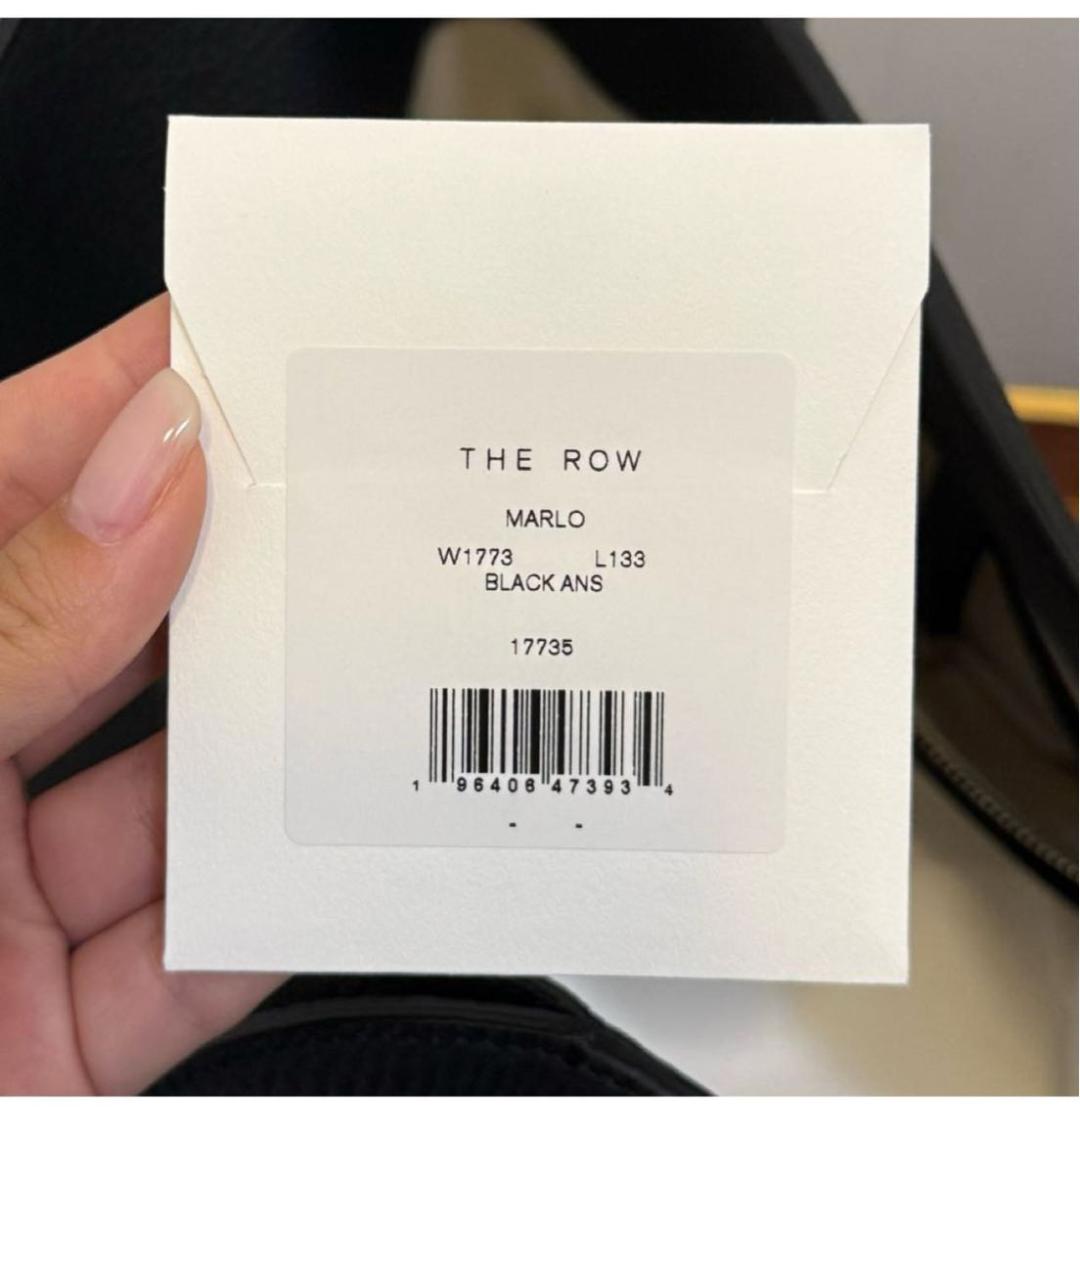 THE ROW
MARLO
W1773 L133
BLACK ANS
17735
1 96406 47393 4
- -